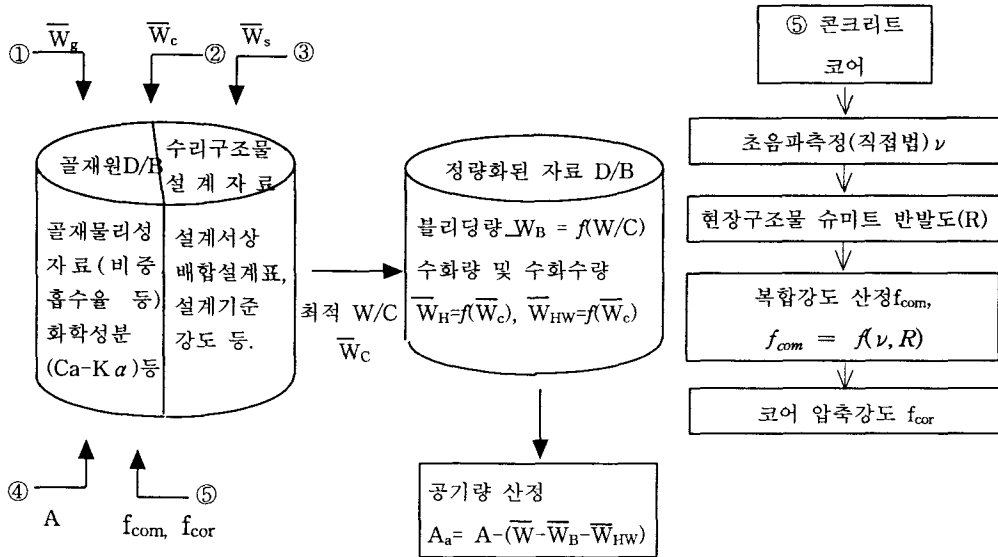 ① W̅g
W̅c ②
W̅s ③
골재원D/B
수리구조물
설 계 자 료
골재물리성
자료(비중
흡수율 등)
화학성분
(Ca-Kα)등
설계서상
배합설계표,
설계기준
강도 등.
④ A
⑤ fcom, fcor
최적 W/C
W̅C
정량화된 자료 D/B
블리딩량_WB = f(W/C)
수화량 및 수화수량
W̅H=f(W̅c), W̅HW=f(W̅c)
공기량 산정
Aa= A-(W̅-W̅B-W̅HW)
⑤ 콘크리트
코어
초음파측정(직접법)ν
현장구조물 슈미트 반발도(R)
복합강도 산정fcom,
fcom = f(ν, R)
코어 압축강도 fcor